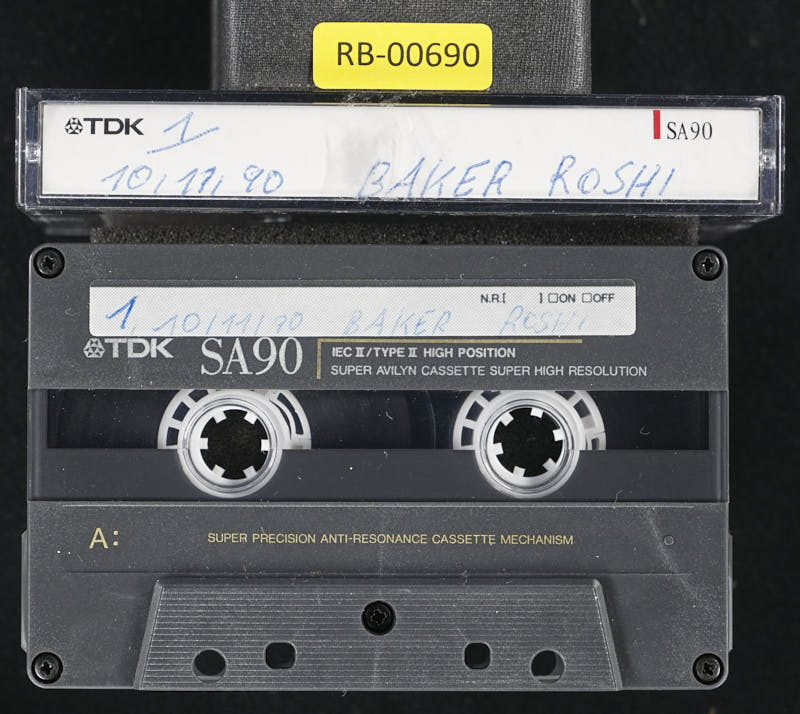 RB-00690
TDK 1 SA90
10,11,90 BAKER ROSHI
N.R.[ ] ☐ON ☐OFF
1, 10/11/90 BAKER ROSHI
TDK SA90
IEC II/TYPE II HIGH POSITION
SUPER AVILYN CASSETTE SUPER HIGH RESOLUTION
A: SUPER PRECISION ANTI-RESONANCE CASSETTE MECHANISM